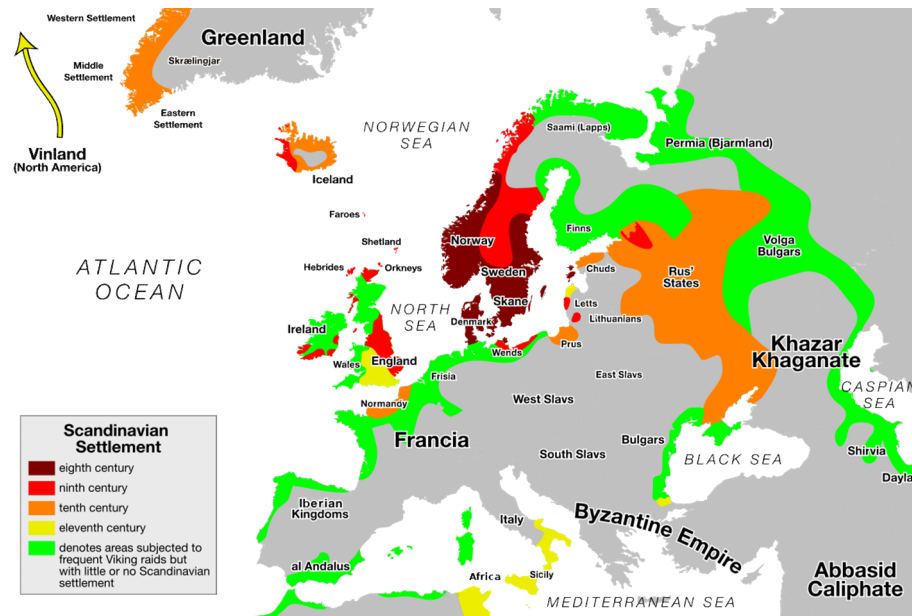 Western Settlement
Greenland
Skrælingjar
Middle
Settlement
Eastern
Settlement
Vinland
(North America)
NORWEGIAN
SEA
Saami (Lapps)
Permia (Bjarmland)
Iceland
Faroes
Shetland
Hebrides
Orkneys
Norway
Finns
Volga
Bulgars
ATLANTIC
OCEAN
Sweden
Chuds
Rus'
States
Skane
NORTH
SEA
Denmark
Letts
Lithuanians
Ireland
Wales
England
Wends
Prus
Khazar
Khaganate
Frisia
East Slavs
CASPIAN
SEA
Normandy
West Slavs
Francia
Bulgars
South Slavs
BLACK SEA
Shirvia
Dayla
Scandinavian
Settlement
eighth century
ninth century
tenth century
eleventh century
denotes areas subjected to
frequent Viking raids but
with little or no Scandinavian
settlement
Iberian
Kingdoms
Italy
Byzantine Empire
al Andalus
Africa
Sicily
Abbasid
Caliphate
MEDITERRANEAN SEA